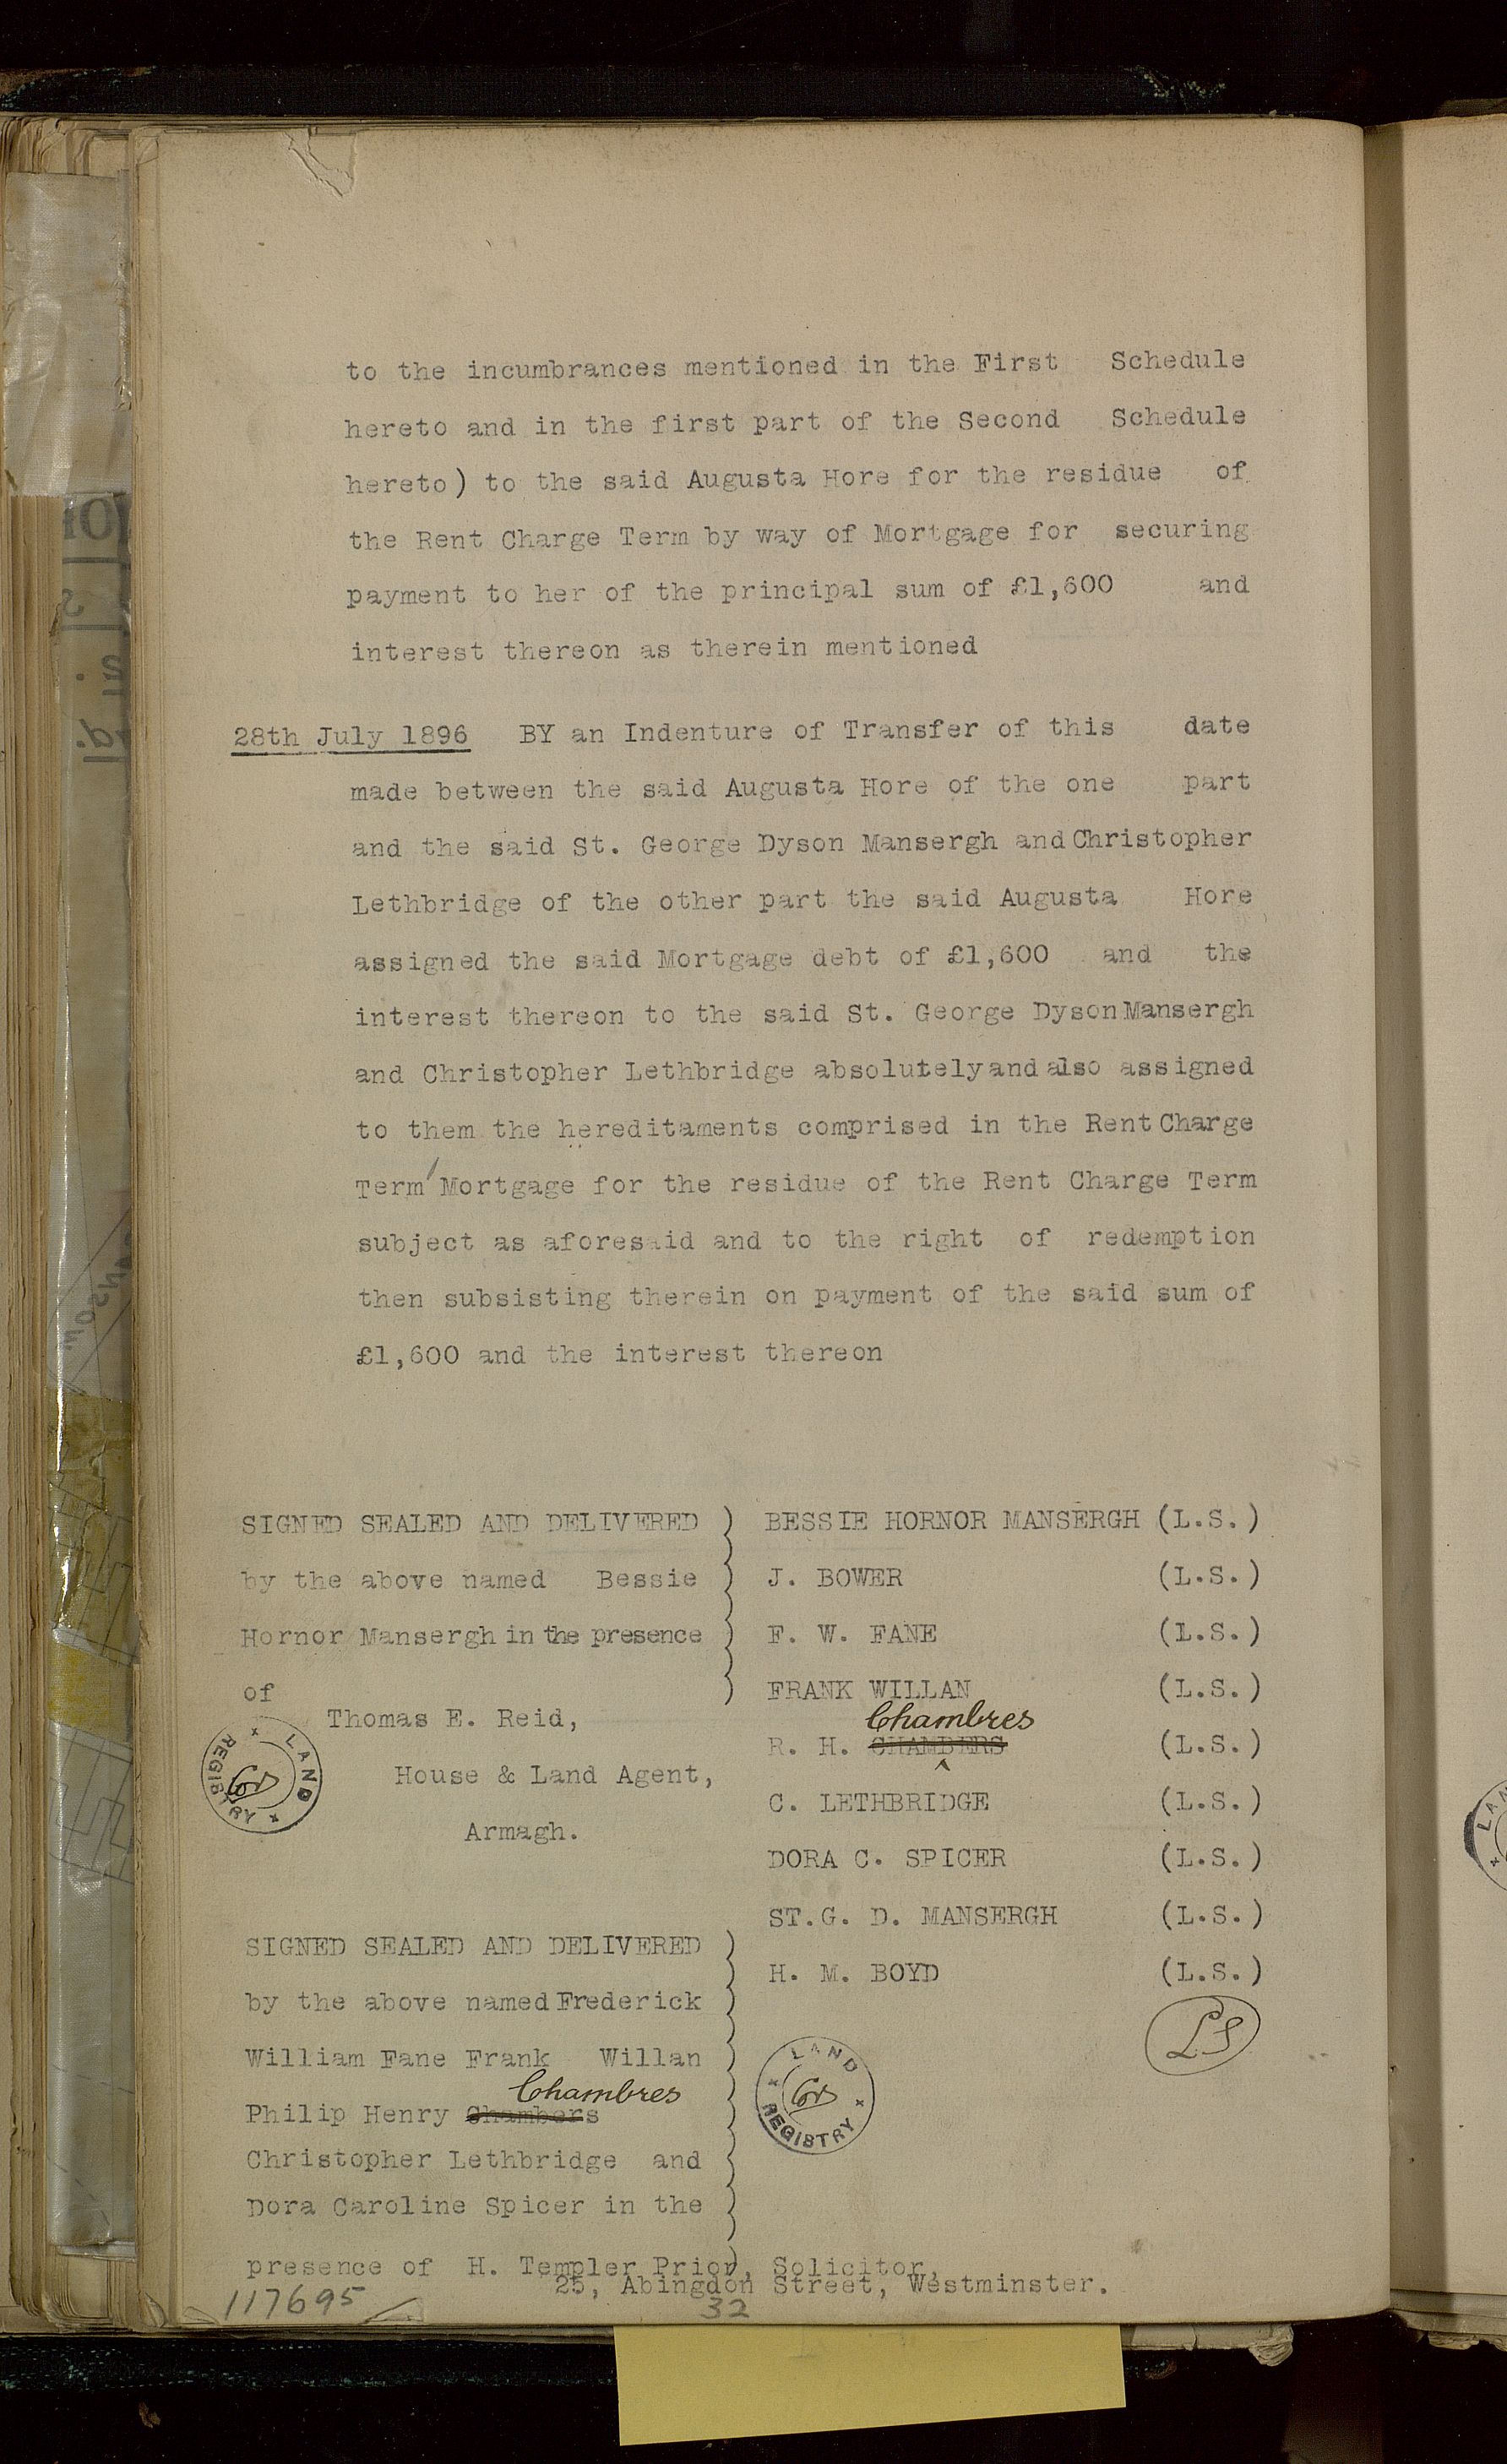 to the incumbrances mentioned in the First Schedule
hereto and in the first part of the Second Schedule
hereto) to the said Augusta Hore for the residue of
the Rent Charge Term by way of Mortgage for securing
payment to her of the principal sum of £1,600 and
interest thereon as therein mentioned
28th July 1896 BY an Indenture of Transfer of this date
made between the said Augusta Hore of the one part
and the said St. George Dyson Mansergh and Christopher
Lethbridge of the other part the said Augusta Hore
assigned the said Mortgage debt of £1,600 and the
interest thereon to the said St. George Dyson Mansergh
and Christopher Lethbridge absolutely and also assigned
to them the hereditaments comprised in the Rent Charge
Term Mortgage for the residue of the Rent Charge Term
subject as aforesaid and to the right of redemption
then subsisting therein on payment of the said sum of
£1,600 and the interest thereon
SIGNED SEALED AND DELIVERED
by the above named Bessie
Hornor Mansergh in the presence
of
Thomas E. Reid,
House & Land Agent,
Armagh.
LAND REGISTRY
BESSIE HORNOR MANSERGH (L.S.)
J. BOWER (L.S.)
F. W. FANE (L.S.)
FRANK WILLAN (L.S.)
Chambres
R. H. CHAMBERS (L.S.)
C. LETHBRIDGE (L.S.)
DORA C. SPICER (L.S.)
ST.G. D. MANSERGH (L.S.)
H. M. BOYD (L.S.)
LS
LAND REGISTRY
SIGNED SEALED AND DELIVERED
by the above named Frederick
William Fane Frank Willan
Chambres
Philip Henry Chambers
Christopher Lethbridge and
Dora Caroline Spicer in the
presence of H. Templer Prior, Solicitor,
25, Abingdon Street, Westminster.
117695
32